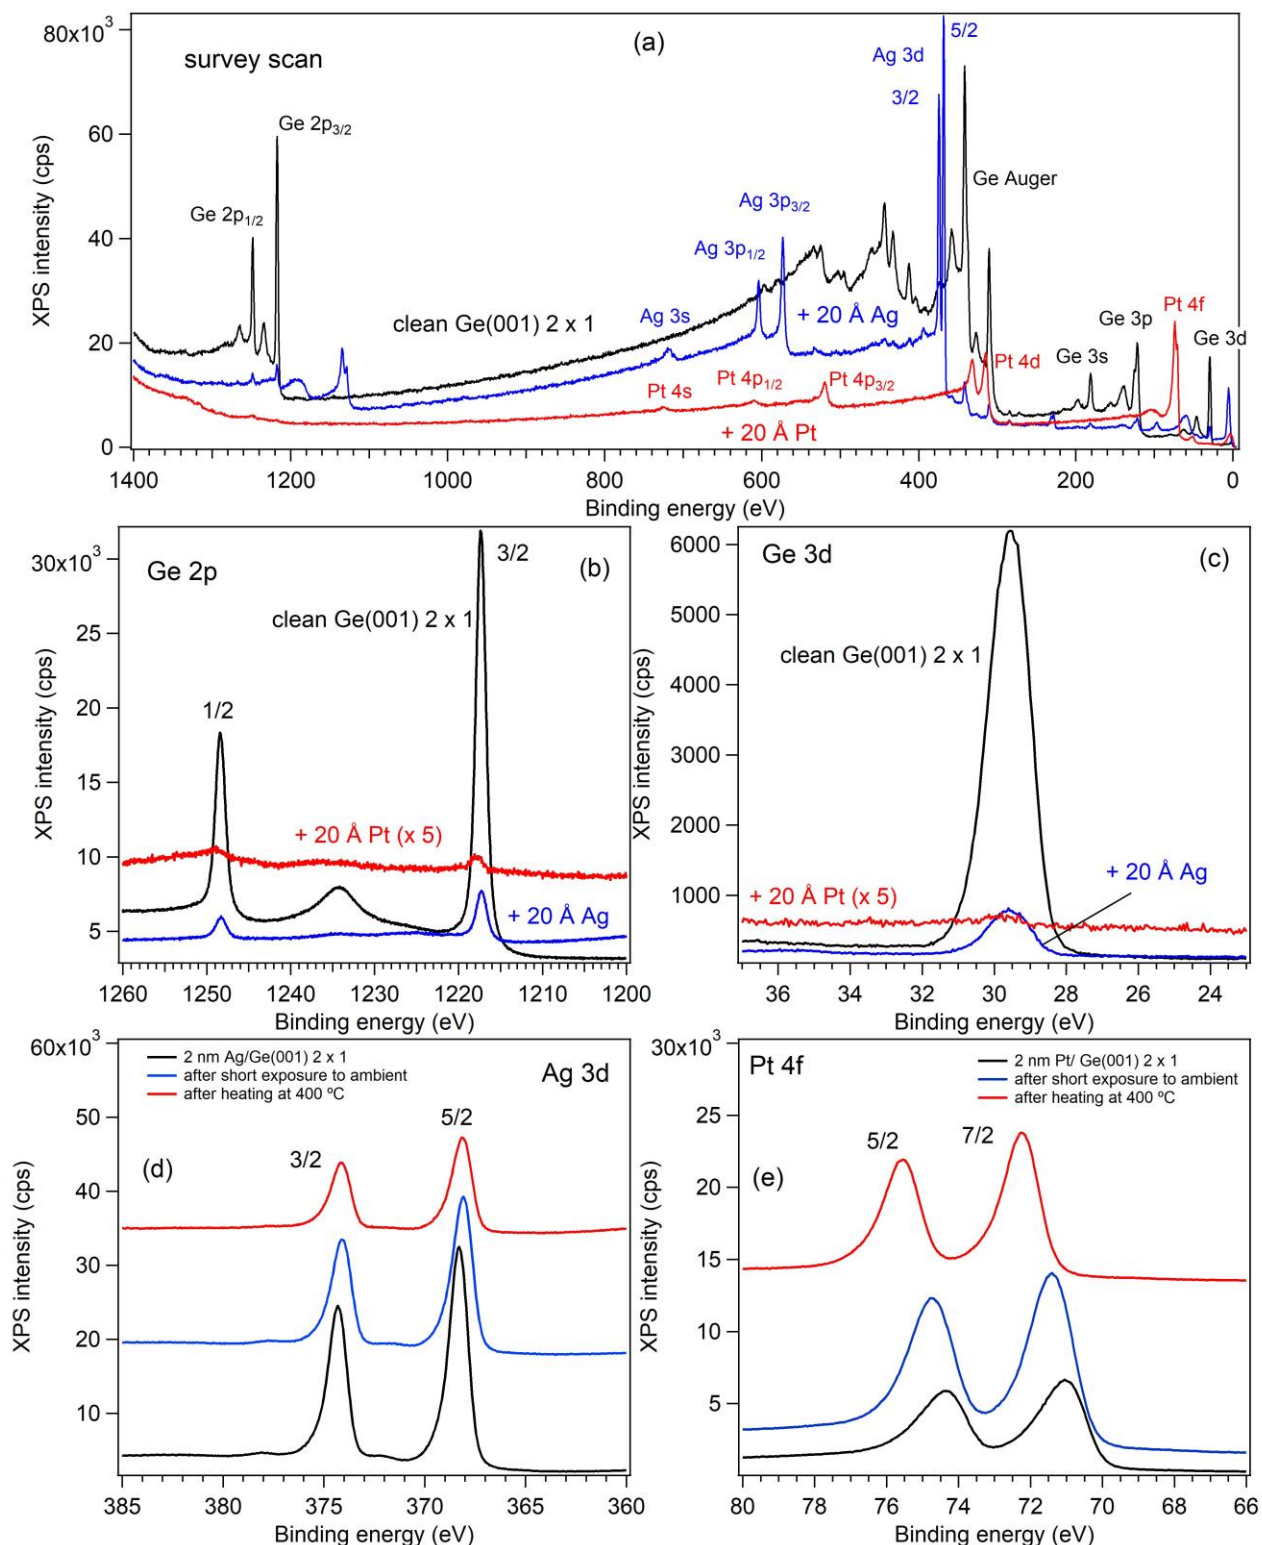 80x10³
60
40
20
0
XPS intensity (cps)
survey scan
(a)
Ge 2p₃/₂
Ge 2p₁/₂
clean Ge(001) 2 x 1
Ag 3s
Ag 3p₁/₂
Ag 3p₃/₂
+ 20 Å Ag
Ag 3d
5/2
3/2
Ge Auger
Pt 4s
Pt 4p₁/₂
Pt 4p₃/₂
+ 20 Å Pt
Pt 4d
Ge 3s
Ge 3p
Pt 4f
Ge 3d
1400 1200 1000 800 600 400 200 0
Binding energy (eV)
30x10³
25
20
15
10
5
XPS intensity (cps)
Ge 2p
(b)
3/2
clean Ge(001) 2 x 1
1/2
+ 20 Å Pt (x 5)
+ 20 Å Ag
1260 1250 1240 1230 1220 1210 1200
Binding energy (eV)
6000
5000
4000
3000
2000
1000
XPS intensity (cps)
Ge 3d
(c)
clean Ge(001) 2 x 1
+ 20 Å Ag
+ 20 Å Pt (x 5)
36 34 32 30 28 26 24
Binding energy (eV)
60x10³
50
40
30
20
10
XPS intensity (cps)
2 nm Ag/Ge(001) 2 x 1
after short exposure to ambient
after heating at 400 ºC
Ag 3d
5/2
3/2
(d)
385 380 375 370 365 360
Binding energy (eV)
30x10³
25
20
15
10
5
XPS intensity (cps)
Pt 4f
2 nm Pt/ Ge(001) 2 x 1
after short exposure to ambient
after heating at 400 ºC
5/2
7/2
(e)
80 78 76 74 72 70 68 66
Binding energy (eV)